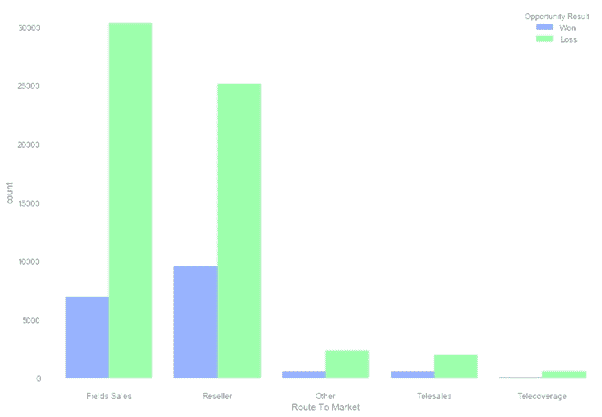 Opportunity Result
Won
Loss
30000
25000
20000
15000
10000
5000
0
count
Fields Sales
Reseller
Other
Telesales
Telecoverage
Route To Market